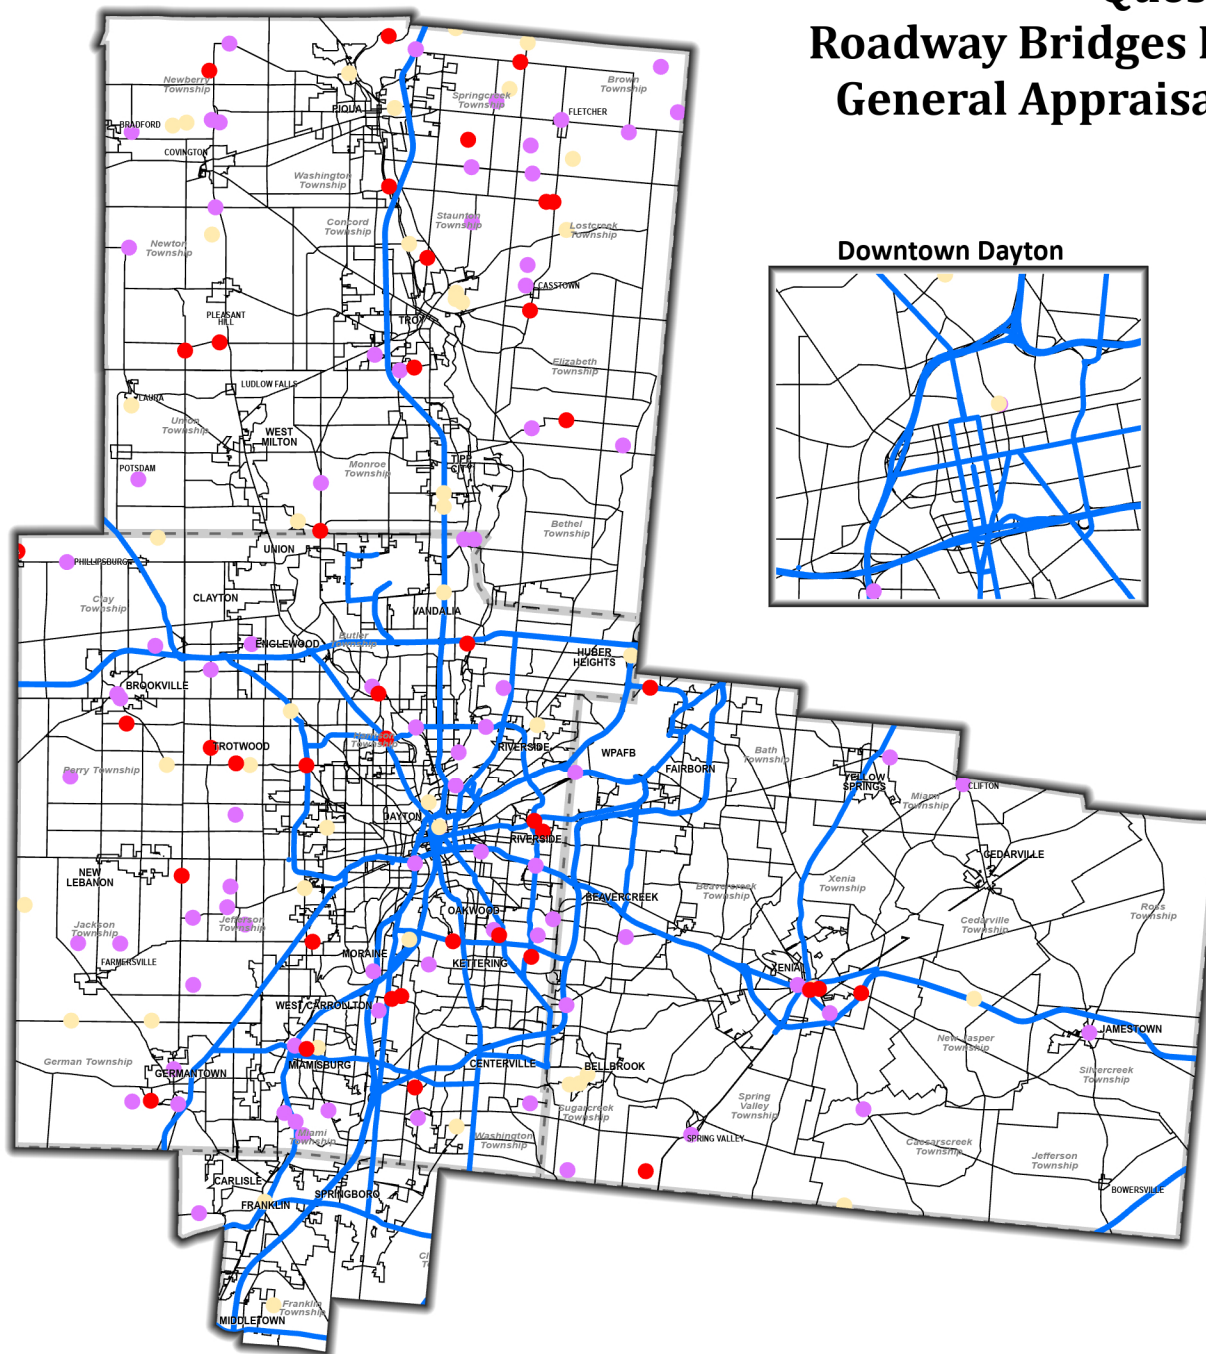 Roadway Bridges
General
Downtown Dayton
Newberry
Township
PIQUA
Springcreek
Township
Brown
Township
FLETCHER
BRADFORD
COVINGTON
Washington
Township
Concord
Township
Staunton
Township
Lostcreek
Township
Newton
Township
CASSTOWN
PLEASANT
HILL
TROY
Elizabeth
Township
LUDLOW FALLS
LAURA
Union
Township
WEST
MILTON
Monroe
Township
TIPP
CITY
POTSDAM
Bethel
Township
UNION
PHILLIPSBURG
Clay
Township
CLAYTON
VANDALIA
Butler
Township
ENGLEWOOD
HUBER
HEIGHTS
BROOKVILLE
TROTWOOD
Harrison
Township
RIVERSIDE
WPAFB
FAIRBORN
Bath
Township
Perry Township
YELLOW
SPRINGS
Miami
Township
CLIFTON
DAYTON
RIVERSIDE
CEDARVILLE
NEW
LEBANON
Xenia
Township
Beavercreek
Township
BEAVERCREEK
Jackson
Township
Jefferson
Township
OAKWOOD
Cedarville
Township
Ross
Township
FARMERSVILLE
MORAINE
KETTERING
XENIA
WEST CARROLLTON
JAMESTOWN
New Jasper
Township
German Township
GERMANTOWN
MIAMISBURG
CENTERVILLE
BELLBROOK
Silvercreek
Township
Spring
Valley
Township
Sugarcreek
Township
Miami
Township
Washington
Township
SPRING VALLEY
Caesarscreek
Township
Jefferson
Township
CARLISLE
SPRINGBORO
FRANKLIN
BOWERSVILLE
Franklin
Township
MIDDLETOWN